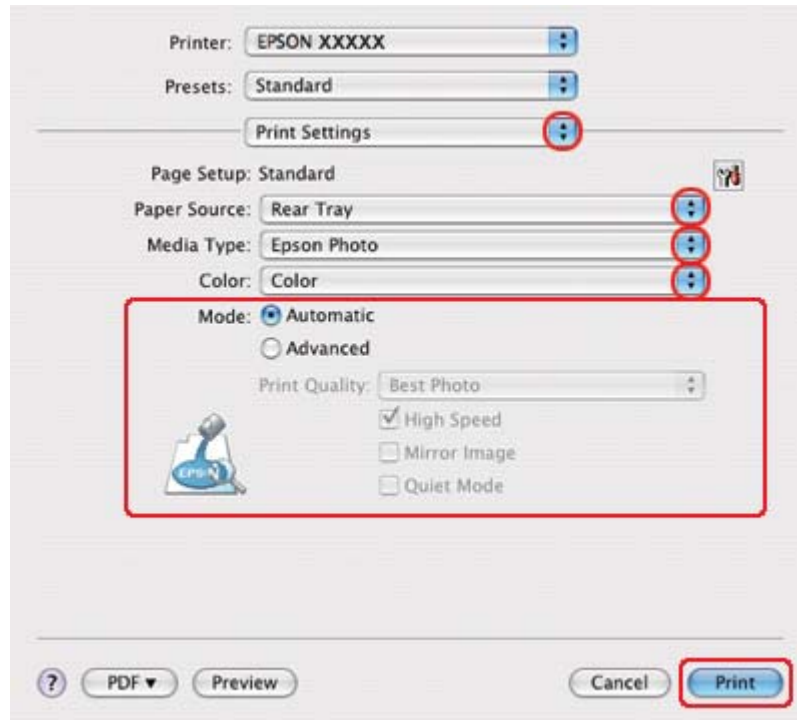 Printer: EPSON XXXXX
Presets: Standard
Print Settings
Page Setup: Standard
Paper Source: Rear Tray
Media Type: Epson Photo
Color: Color
Mode: Automatic
Advanced
Print Quality: Best Photo
High Speed
Mirror Image
Quiet Mode
EPSON
? PDF▼ Preview Cancel Print